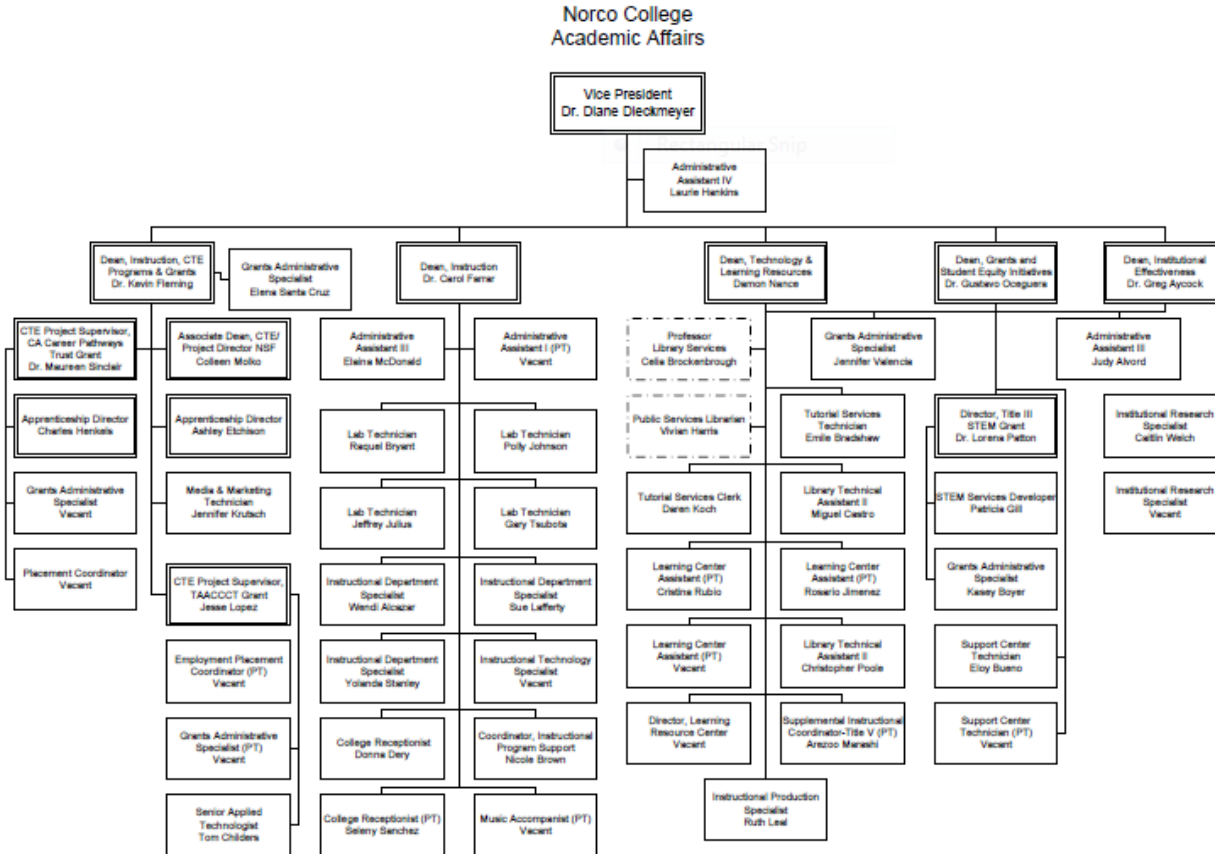 Norco College
Academic Affairs
Vice President
Dr. Diane Dieckmeyer
Rectangular Snip
Administrative
Assistant IV
Laurie Hankins
Dean, Instruction, CTE
Programs & Grants
Dr. Kevin Fleming
Grants Administrative
Specialist
Elena Santa Cruz
Dean, Instruction
Dr. Carol Farrar
Dean, Technology &
Learning Resources
Damon Nance
Dean, Grants and
Student Equity Initiatives
Dr. Gustavo Oceguera
Dean, Institutional
Effectiveness
Dr. Greg Aycock
CTE Project Supervisor,
CA Career Pathways
Trust Grant
Dr. Maureen Sinclair
Associate Dean, CTE/
Project Director NSF
Colleen Molko
Administrative
Assistant III
Elaine McDonald
Administrative
Assistant I (PT)
Vacant
Professor
Library Services
Celia Brockenbrough
Grants Administrative
Specialist
Jennifer Valencia
Administrative
Assistant III
Judy Alvord
Apprenticeship Director
Charles Henkels
Apprenticeship Director
Ashley Etchison
Lab Technician
Raquel Bryant
Lab Technician
Polly Johnson
Public Services Librarian
Vivian Harris
Tutorial Services
Technician
Emile Bradshaw
Director, Title III
STEM Grant
Dr. Lorena Patton
Institutional Research
Specialist
Caitlin Welch
Grants Administrative
Specialist
Vacant
Media & Marketing
Technician
Jennifer Krutsch
Lab Technician
Jeffrey Julius
Lab Technician
Gary Tsubota
Tutorial Services Clerk
Daren Koch
Library Technical
Assistant II
Miguel Castro
STEM Services Developer
Patricia Gill
Institutional Research
Specialist
Vacant
Placement Coordinator
Vacant
CTE Project Supervisor,
TAACCCT Grant
Jesse Lopez
Instructional Department
Specialist
Wendi Alcazar
Instructional Department
Specialist
Sue Lafferty
Learning Center
Assistant (PT)
Cristina Rubio
Learning Center
Assistant (PT)
Rosario Jimenez
Grants Administrative
Specialist
Kasey Boyer
Employment Placement
Coordinator (PT)
Vacant
Instructional Department
Specialist
Yolanda Stanley
Instructional Technology
Specialist
Vacant
Learning Center
Assistant (PT)
Vacant
Library Technical
Assistant II
Christopher Poole
Support Center
Technician
Eloy Bueno
Grants Administrative
Specialist (PT)
Vacant
College Receptionist
Donna Dery
Coordinator, Instructional
Program Support
Nicole Brown
Director, Learning
Resource Center
Vacant
Supplemental Instructional
Coordinator-Title V (PT)
Arezoo Marashi
Support Center
Technician (PT)
Vacant
Senior Applied
Technologist
Tom Childers
College Receptionist (PT)
Seleny Sanchez
Music Accompanist (PT)
Vacant
Instructional Production
Specialist
Ruth Leal